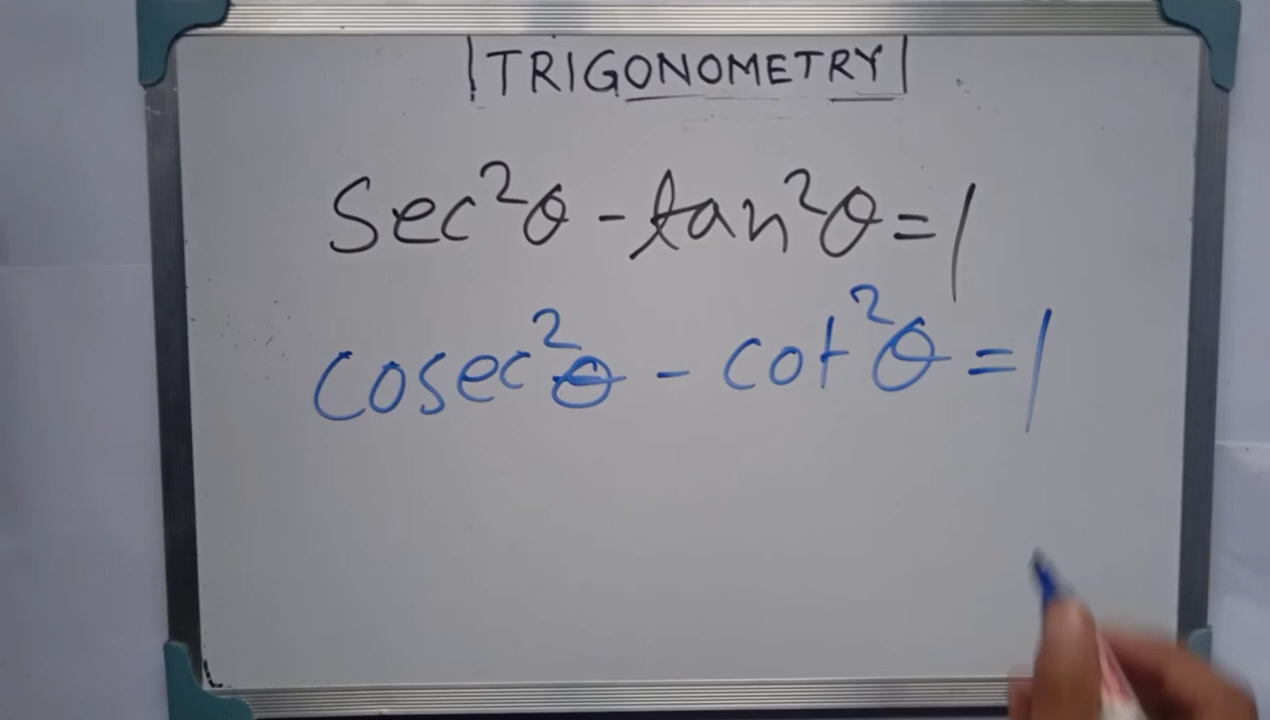 TRIGONOMETRY
Sec²θ - tan²θ = 1
cosec²θ - cot²θ = 1